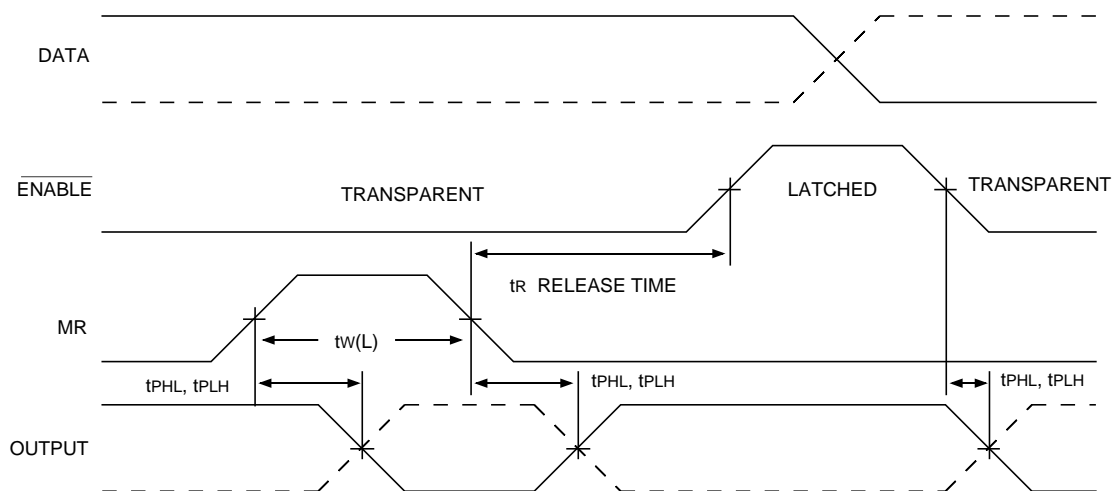 DATA
ENABLE
TRANSPARENT
LATCHED
TRANSPARENT
tR RELEASE TIME
MR
tW(L)
tPHL, tPLH
tPHL, tPLH
tPHL, tPLH
OUTPUT